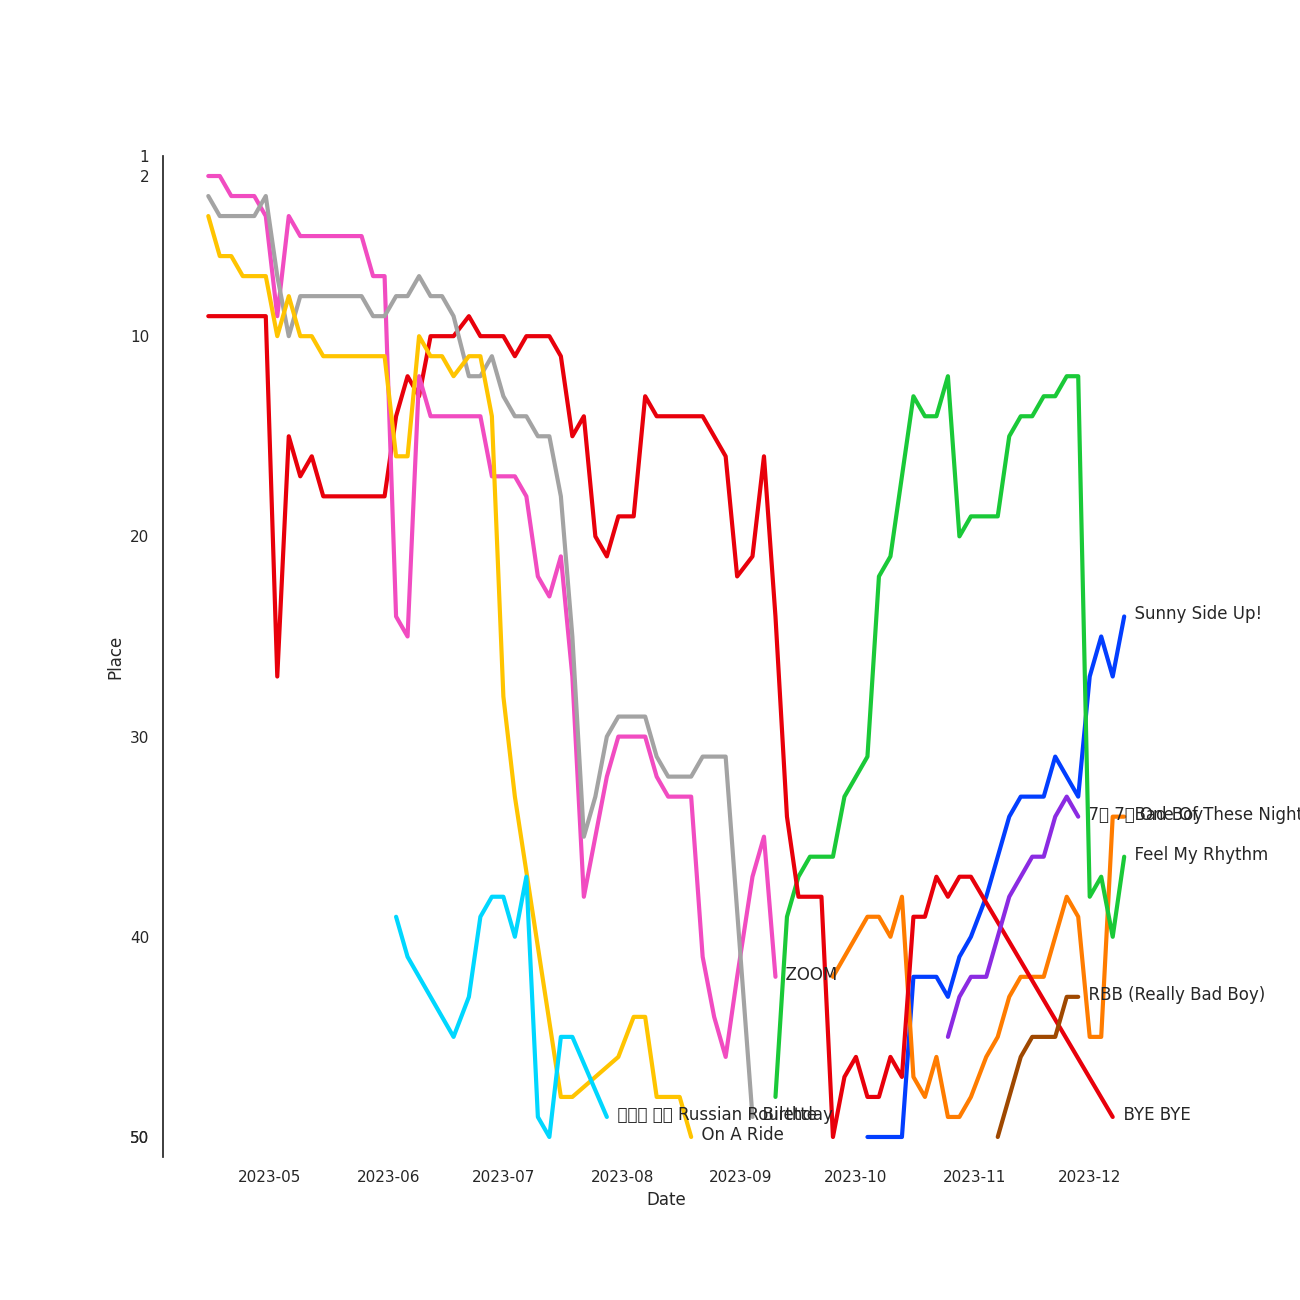 1
2
10
20
30
40
50
Place
2023-05
2023-06
2023-07
2023-08
2023-09
2023-10
2023-11
2023-12
Date
Sunny Side Up!
7 7 One Of These Night
Bad Boy
Feel My Rhythm
ZOOM
RBB (Really Bad Boy)
Russian Roulette
Birthday
BYE BYE
On A Ride